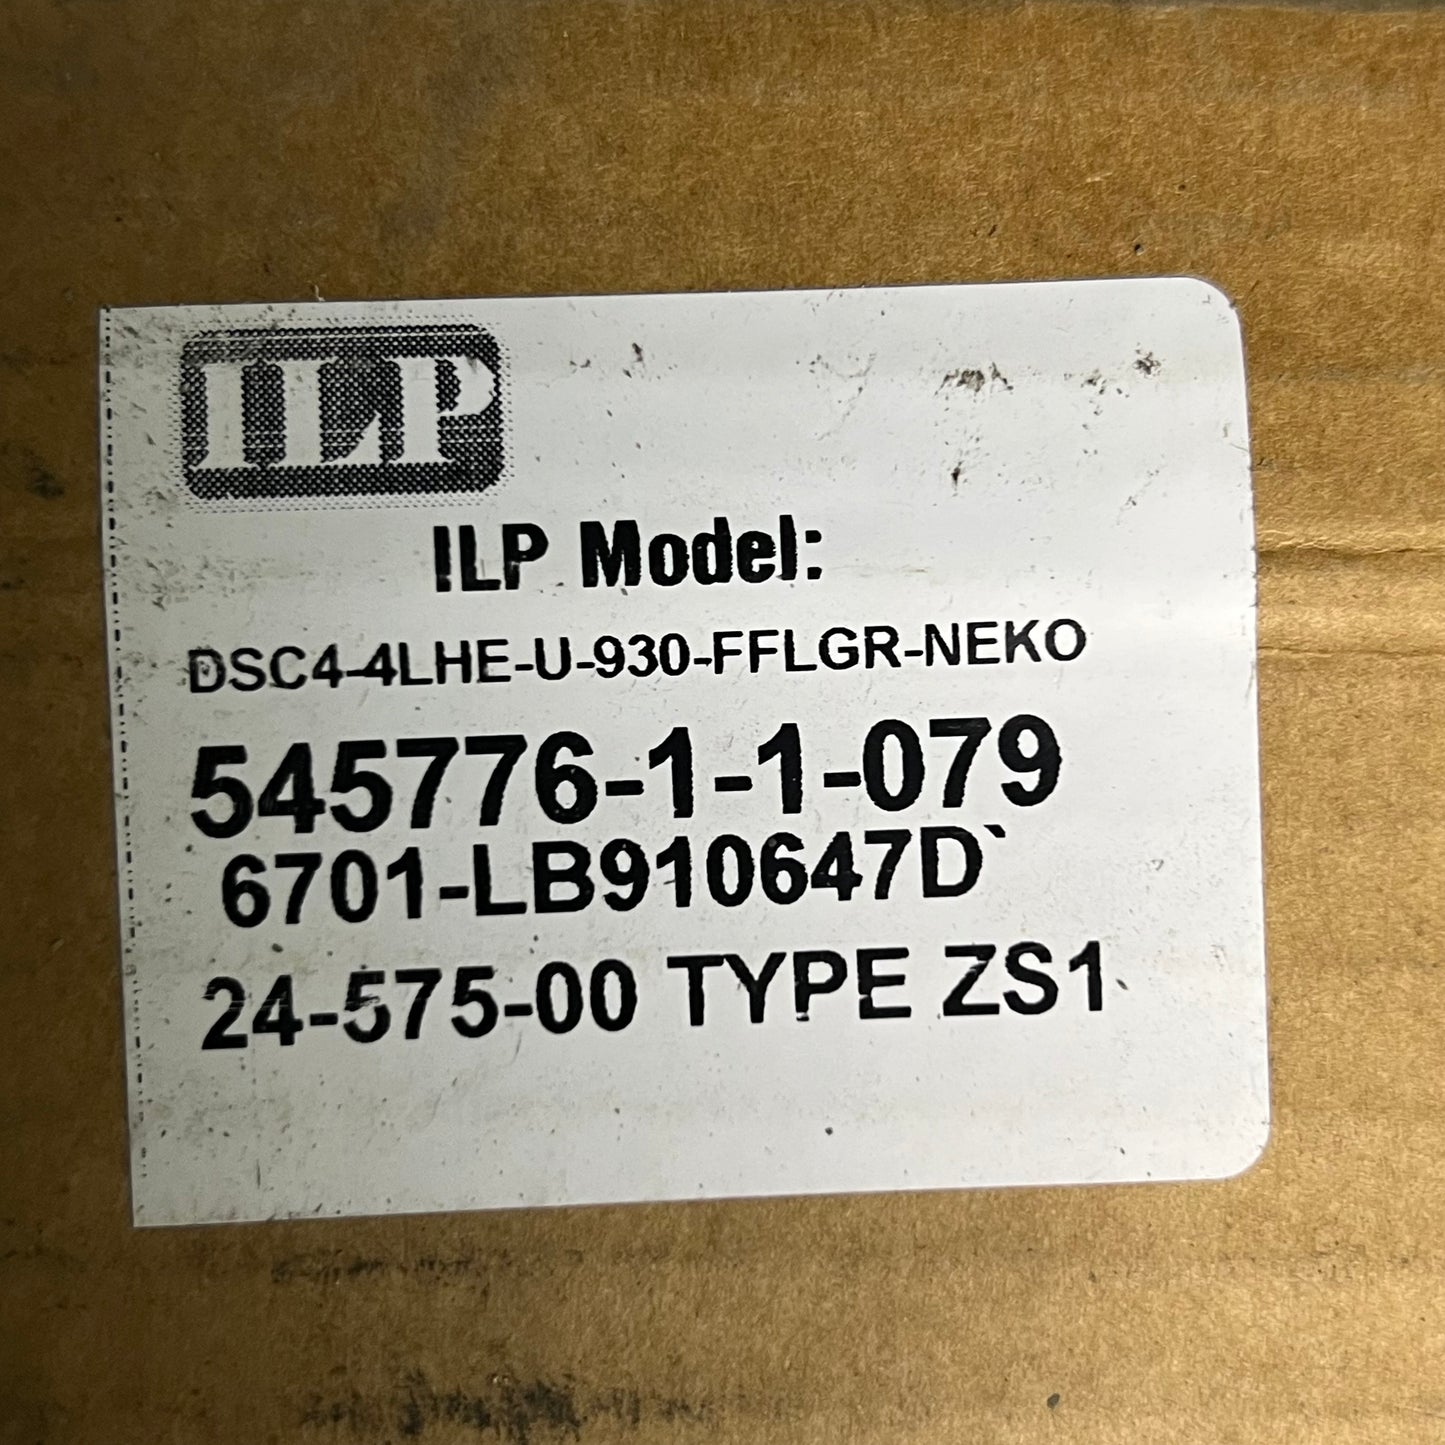 ILP
ILP Model:
DSC4-4LHE-U-930-FFLGR-NEKO
545776-1-1-079
6701-LB910647D`
24-575-00 TYPE ZS1